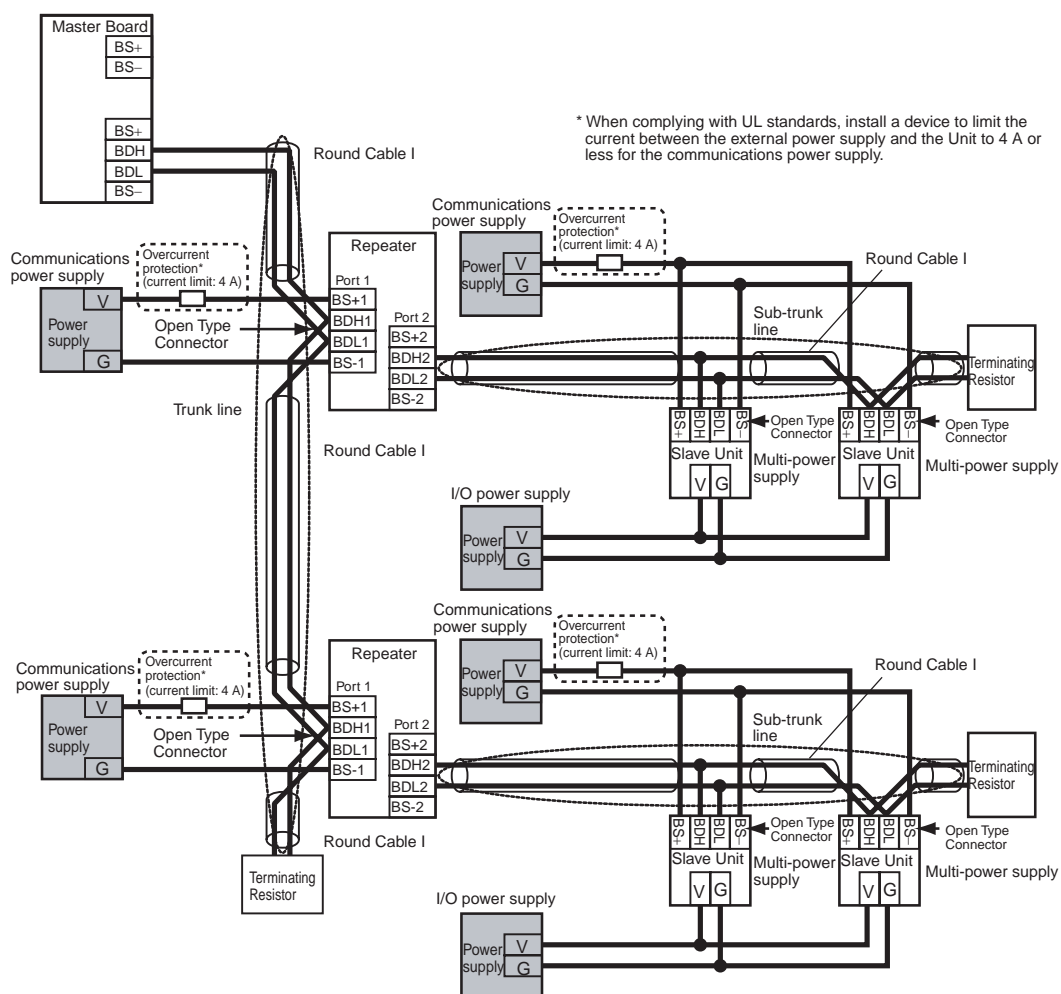 Master Board
BS+
BS−
BS+
BDH
BDL
BS−
Round Cable I
* When complying with UL standards, install a device to limit the
current between the external power supply and the Unit to 4 A or
less for the communications power supply.
Communications
power supply
Power
supply
V
G
Overcurrent
protection*
(current limit: 4 A)
Open Type
Connector
Trunk line
Repeater
Port 1
BS+1
BDH1
BDL1
BS-1
Port 2
BS+2
BDH2
BDL2
BS-2
Round Cable I
Communications
power supply
Power
supply
V
G
Overcurrent
protection*
(current limit: 4 A)
Round Cable I
Sub-trunk
line
Terminating
Resistor
BS+
BDH
BDL
BS−
Slave Unit
V
G
Open Type
Connector
Multi-power
supply
BS+
BDH
BDL
BS−
Slave Unit
V
G
Open Type
Connector
Multi-power supply
I/O power supply
Power
supply
V
G
Communications
power supply
Power
supply
V
G
Overcurrent
protection*
(current limit: 4 A)
Open Type
Connector
Repeater
Port 1
BS+1
BDH1
BDL1
BS-1
Port 2
BS+2
BDH2
BDL2
BS-2
Round Cable I
Terminating
Resistor
Communications
power supply
Power
supply
V
G
Overcurrent
protection*
(current limit: 4 A)
Round Cable I
Sub-trunk
line
Terminating
Resistor
BS+
BDH
BDL
BS−
Slave Unit
V
G
Open Type
Connector
Multi-power
supply
BS+
BDH
BDL
BS−
Slave Unit
V
G
Open Type
Connector
Multi-power supply
I/O power supply
Power
supply
V
G